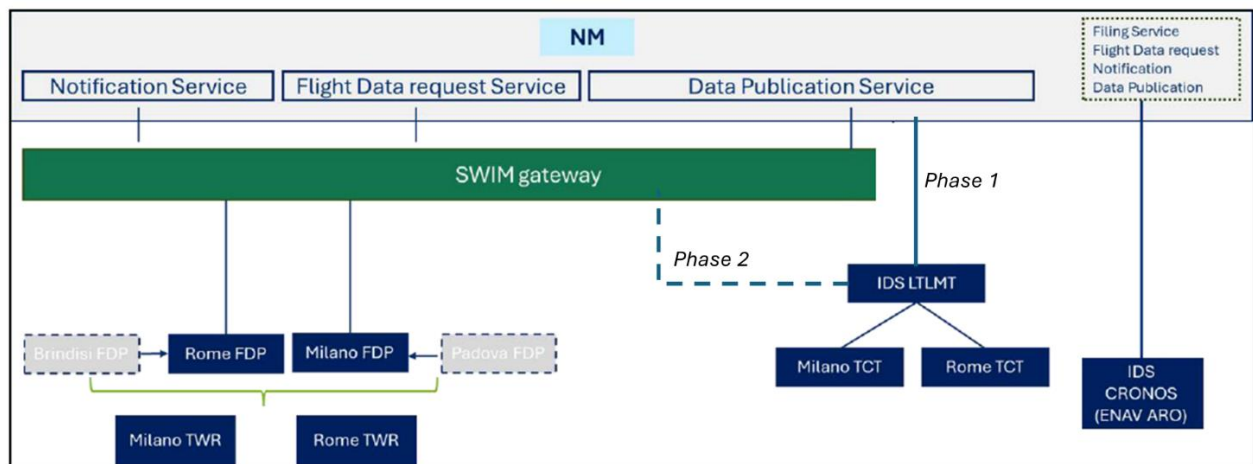 NM
Filing Service
Flight Data request
Notification
Data Publication
Notification Service
Flight Data request Service
Data Publication Service
SWIM gateway
Phase 1
Phase 2
IDS LTLMT
Brindisi FDP
Rome FDP
Milano FDP
Padova FDP
Milano TCT
Rome TCT
IDS
CRONOS
(ENAV ARO)
Milano TWR
Rome TWR